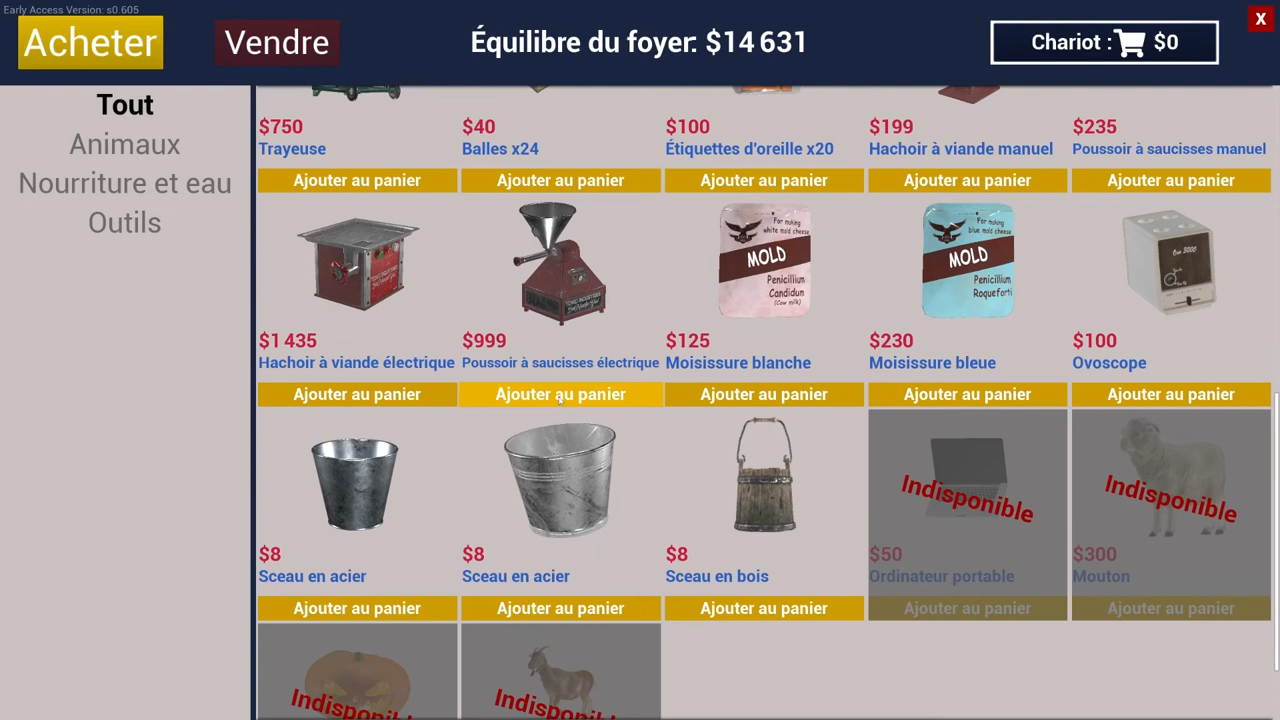 Early Access Version: s0.605
Acheter
Vendre
Équilibre du foyer: $14 631
Chariot : $0
X
Tout
Animaux
Nourriture et eau
Outils
$750
$40
$100
$199
$235
Trayeuse
Balles x24
Étiquettes d'oreille x20
Hachoir à viande manuel
Poussoir à saucisses manuel
Ajouter au panier
Ajouter au panier
Ajouter au panier
Ajouter au panier
Ajouter au panier
For making
white mold cheese
MOLD
Penicillium
Candidum
(Cow milk)
For making
blue mold cheese
MOLD
Penicillium
Roqueforti
$1 435
$999
$125
$230
$100
Hachoir à viande électrique
Poussoir à saucisses électrique
Moisissure blanche
Moisissure bleue
Ovoscope
Ajouter au panier
Ajouter au panier
Ajouter au panier
Ajouter au panier
Ajouter au panier
Indisponible
Indisponible
$8
$8
$8
$50
$300
Sceau en acier
Sceau en acier
Sceau en bois
Ordinateur portable
Mouton
Ajouter au panier
Ajouter au panier
Ajouter au panier
Ajouter au panier
Ajouter au panier
Indisponible
Indisponible